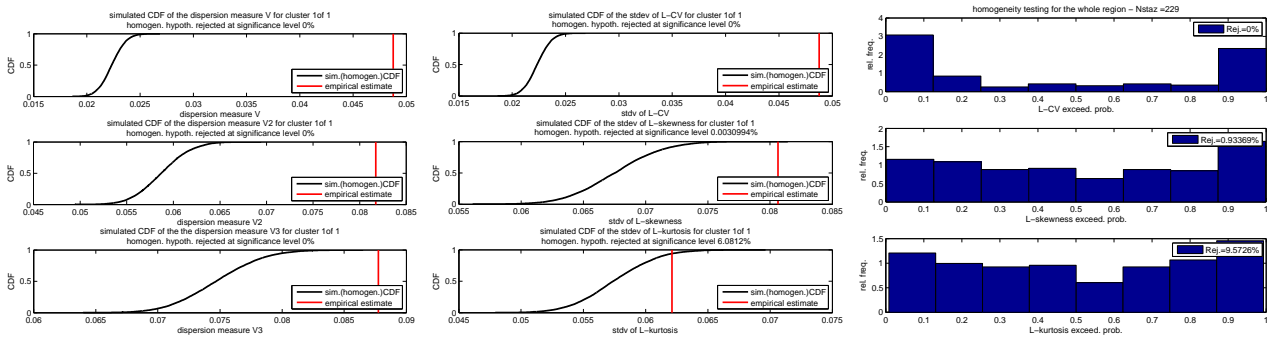 simulated CDF of the dispersion measure V for cluster 1of 1
homogen. hypoth. rejected at significance level 0%
CDF
1
0.5
0
0.015
0.02
0.025
0.03
0.035
0.04
0.045
0.05
dispersion measure V
sim.(homogen.)CDF
empirical estimate
simulated CDF of the dispersion measure V2 for cluster 1of 1
homogen. hypoth. rejected at significance level 0%
CDF
1
0.5
0
0.045
0.05
0.055
0.06
0.065
0.07
0.075
0.08
0.085
dispersion measure V2
sim.(homogen.)CDF
empirical estimate
simulated CDF of the the dispersion measure V3 for cluster 1of 1
homogen. hypoth. rejected at significance level 0%
CDF
1
0.5
0
0.06
0.065
0.07
0.075
0.08
0.085
0.09
dispersion measure V3
sim.(homogen.)CDF
empirical estimate
simulated CDF of the stdev of L-CV for cluster 1of 1
homogen. hypoth. rejected at significance level 0%
CDF
1
0.5
0
0.015
0.02
0.025
0.03
0.035
0.04
0.045
0.05
stdv of L-CV
sim.(homogen.)CDF
empirical estimate
simulated CDF of the stdev of L-skewness for cluster 1of 1
homogen. hypoth. rejected at significance level 0.0030994%
CDF
1
0.5
0
0.055
0.06
0.065
0.07
0.075
0.08
0.085
stdv of L-skewness
sim.(homogen.)CDF
empirical estimate
simulated CDF of the stdev of L-kurtosis for cluster 1of 1
homogen. hypoth. rejected at significance level 6.0812%
CDF
1
0.5
0
0.045
0.05
0.055
0.06
0.065
0.07
0.075
stdv of L-kurtosis
sim.(homogen.)CDF
empirical estimate
homogeneity testing for the whole region - Nstaz =229
rel. freq.
4
3
2
1
0
0
0.1
0.2
0.3
0.4
0.5
0.6
0.7
0.8
0.9
1
L-CV exceed. prob.
Rej.=0%
rel. freq.
2
1.5
1
0.5
0
0
0.1
0.2
0.3
0.4
0.5
0.6
0.7
0.8
0.9
1
L-skewness exceed. prob.
Rej.=0.93369%
rel. freq.
1.5
1
0.5
0
0
0.1
0.2
0.3
0.4
0.5
0.6
0.7
0.8
0.9
1
L-kurtosis exceed. prob.
Rej.=9.5726%